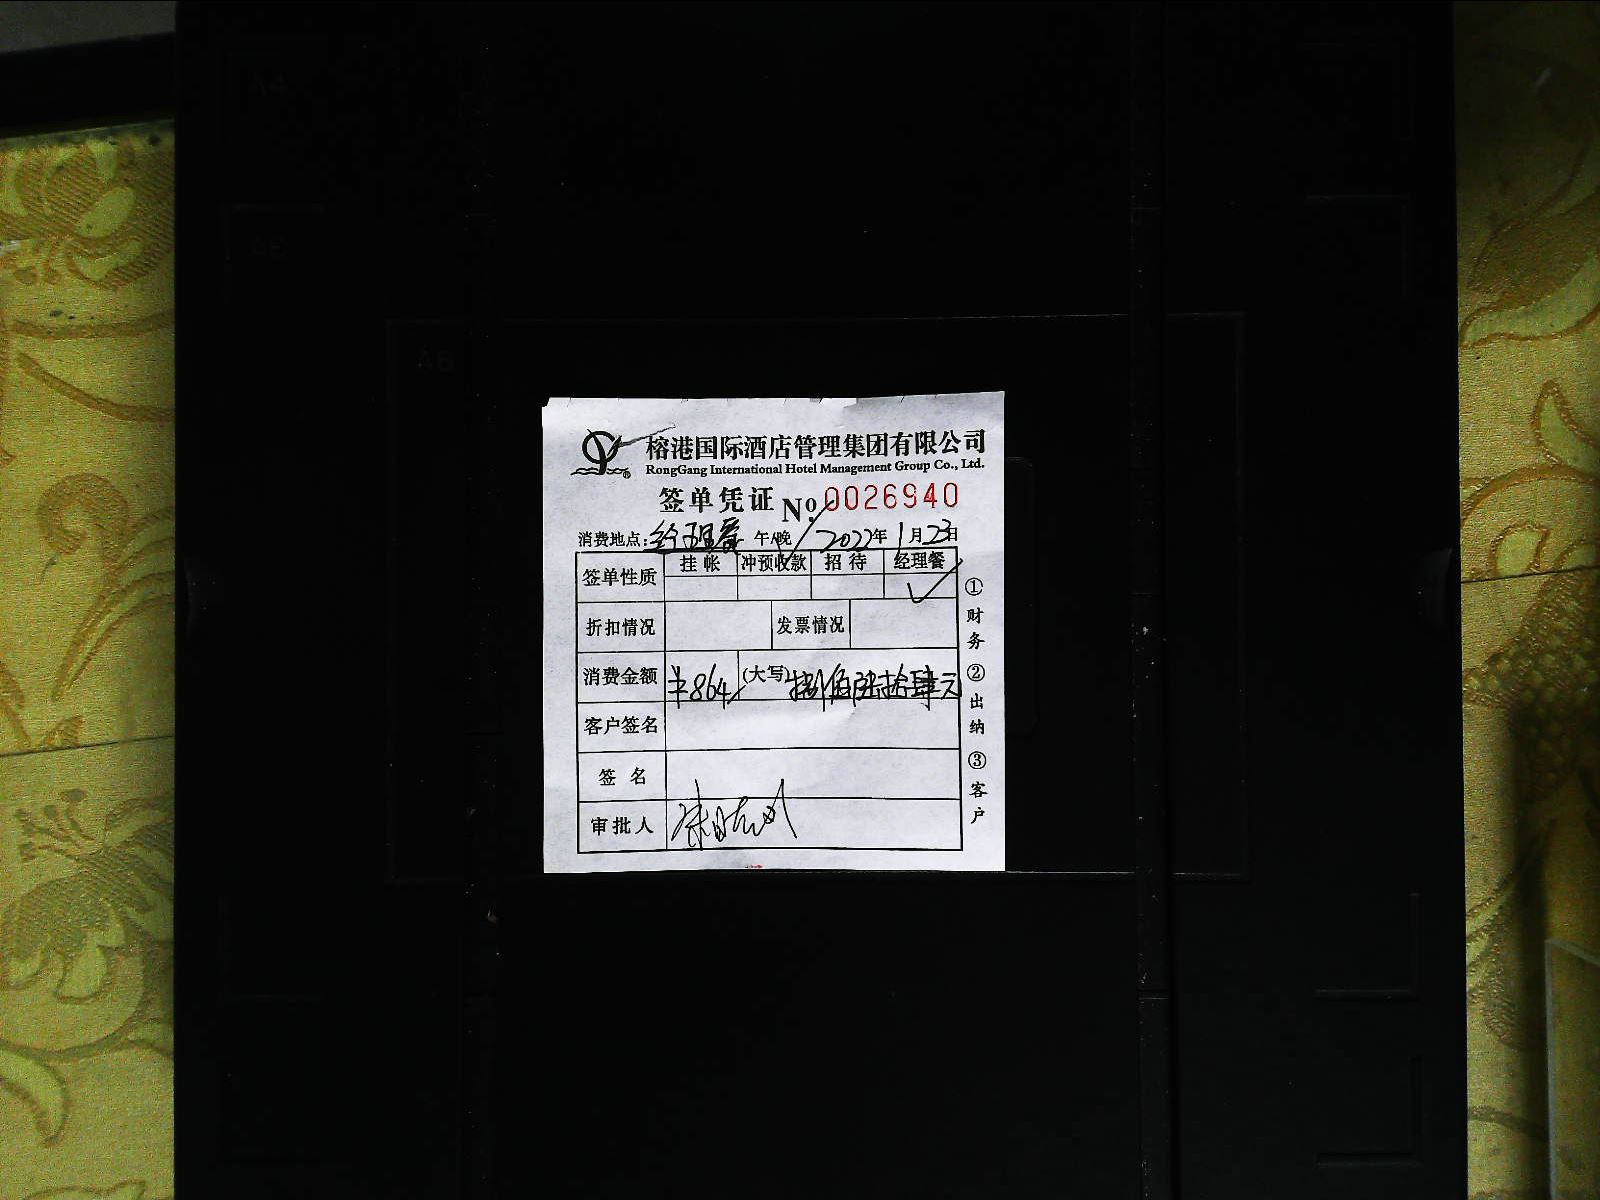 榕港国际酒店管理集团有限公司
RongGang International Hotel Management Group Co., Ltd.
签单凭证 No. 0026940
消费地点: 经理餐 午/晚 2022年1月23日
签单性质 挂帐 冲预收款 招待 经理餐
✓
折扣情况 发票情况
消费金额 ¥864 (大写) 捌佰陆拾肆元
客户签名
签名
审批人
①财务 ②出纳 ③客户
A4
A6